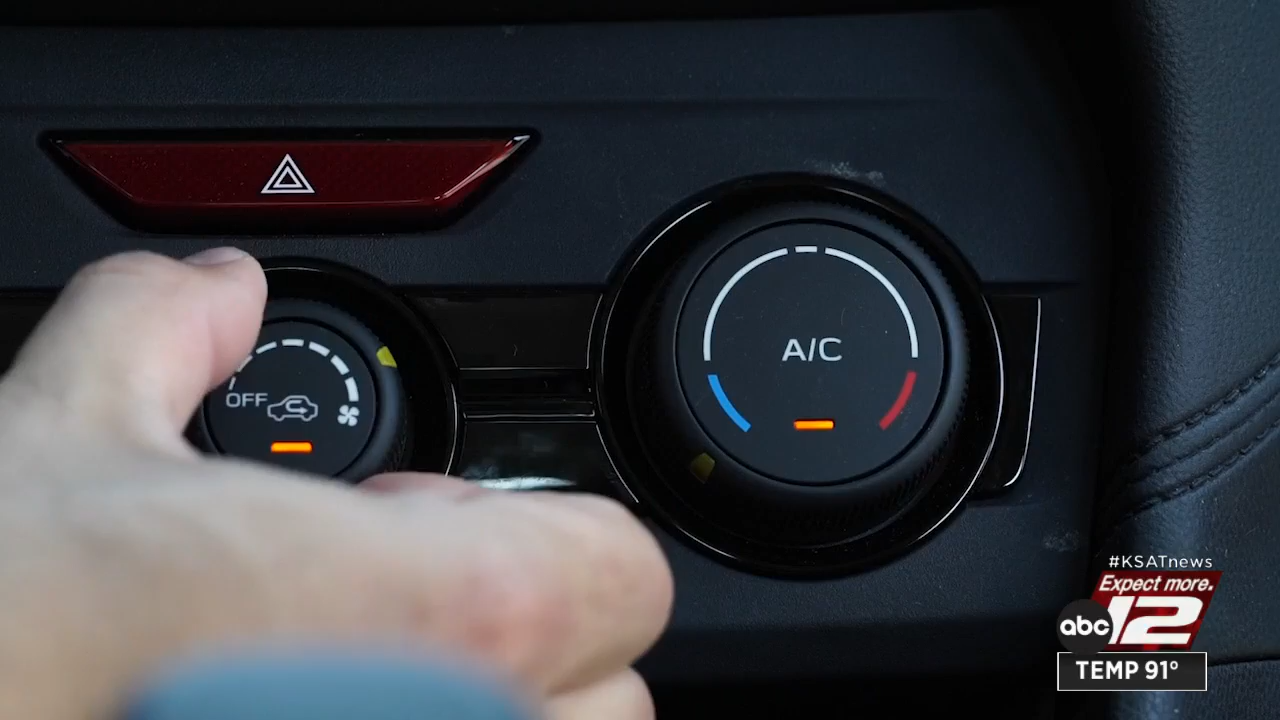 A/C
OFF
#KSATnews
Expect more.
abc 12
TEMP 91°